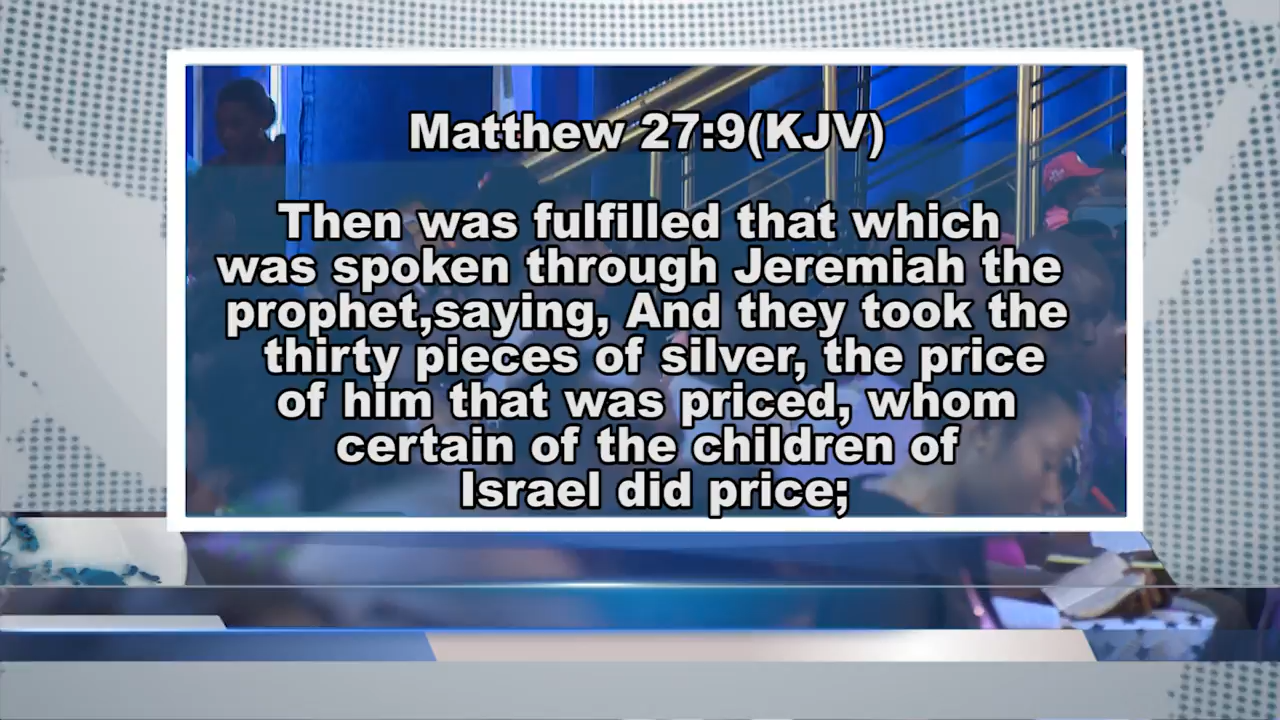 Matthew 27:9(KJV)
Then was fulfilled that which
was spoken through Jeremiah the
prophet,saying, And they took the
thirty pieces of silver, the price
of him that was priced, whom
certain of the children of
Israel did price;